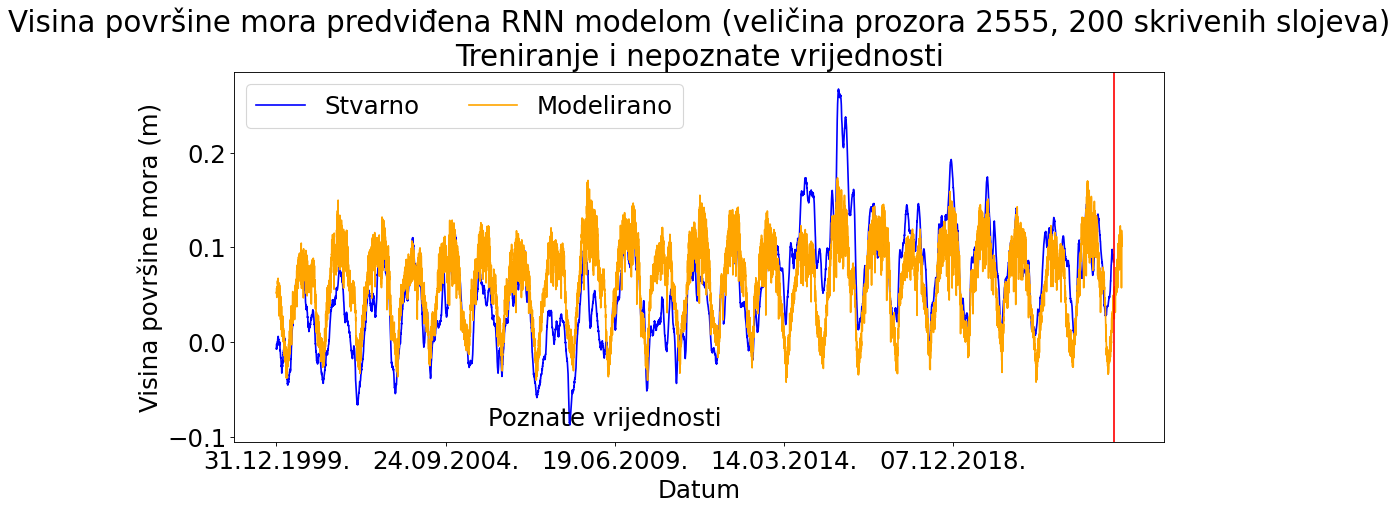 Visina površine mora predviđena RNN modelom (veličina prozora 2555, 200 skrivenih slojeva)
Treniranje i nepoznate vrijednosti
Stvarno
Modelirano
Visina površine mora (m)
0.2
0.1
0.0
−0.1
Poznate vrijednosti
31.12.1999.
24.09.2004.
19.06.2009.
14.03.2014.
07.12.2018.
Datum